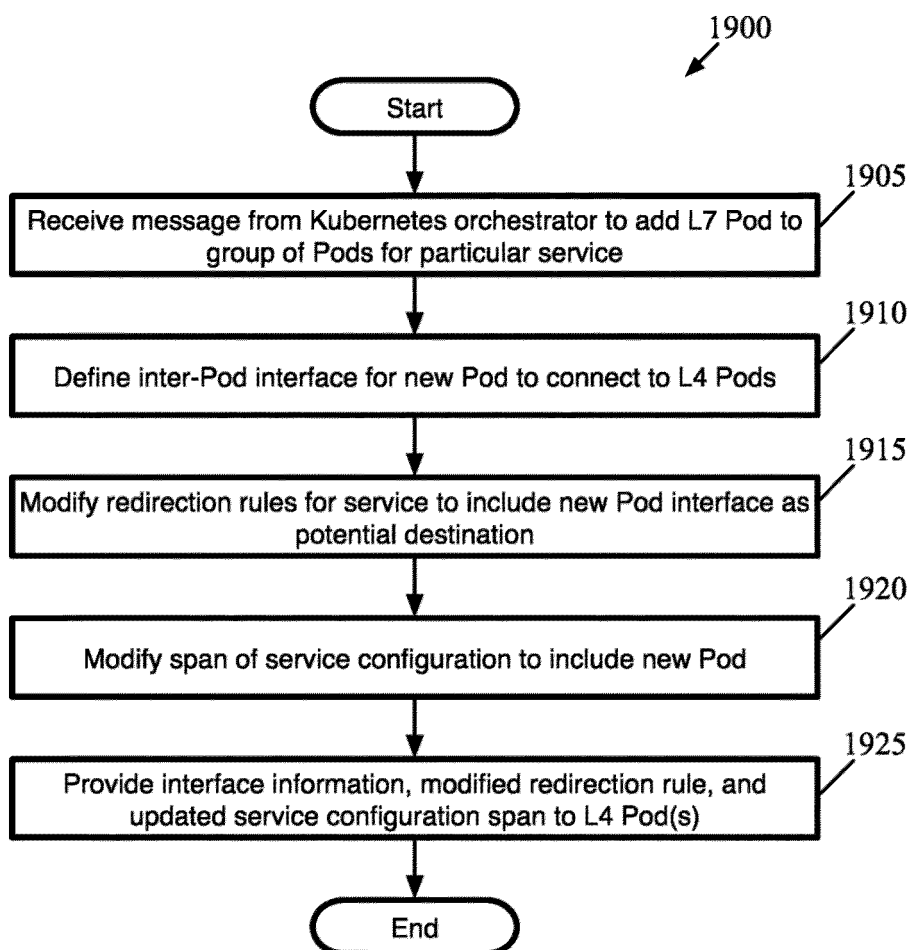 1900
Start
1905
Receive message from Kubernetes orchestrator to add L7 Pod to
group of Pods for particular service
1910
Define inter-Pod interface for new Pod to connect to L4 Pods
1915
Modify redirection rules for service to include new Pod interface as
potential destination
1920
Modify span of service configuration to include new Pod
1925
Provide interface information, modified redirection rule, and
updated service configuration span to L4 Pod(s)
End